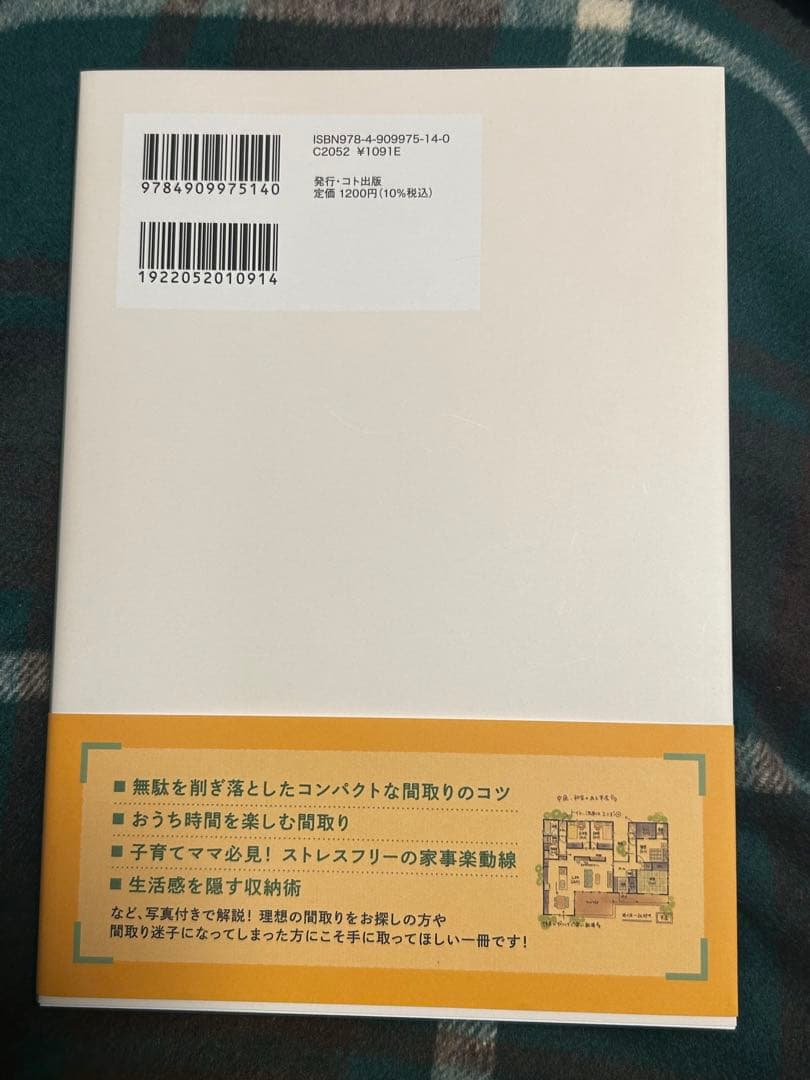 ISBN978-4-909975-14-0
C2052 ¥1091E
9784909975140
発行・コト出版
定価 1200円(10%税込)
1922052010914
■ 無駄を削ぎ落としたコンパクトな間取りのコツ
■ おうち時間を楽しむ間取り
■ 子育てママ必見! ストレスフリーの家事楽動線
■ 生活感を隠す収納術
など、写真付きで解説! 理想の間取りをお探しの方や
間取り迷子になってしまった方にこそ手に取ってほしい一冊です!